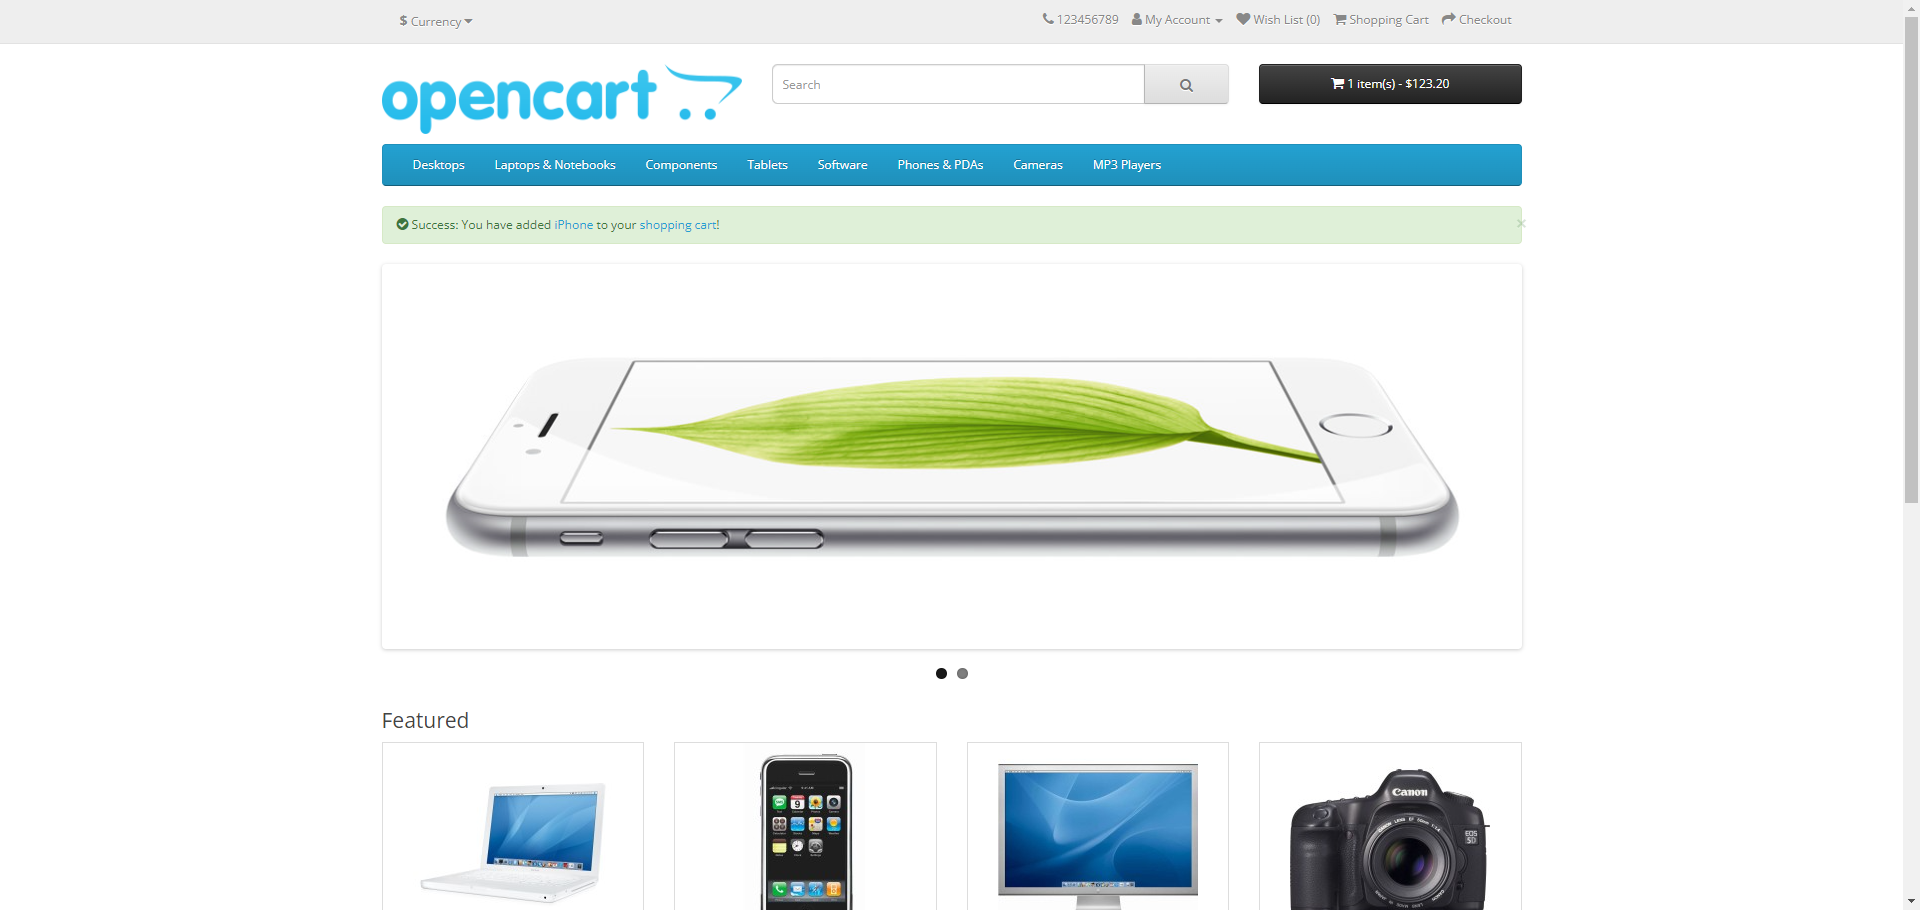 $ Currency
123456789 My Account Wish List (0) Shopping Cart Checkout
opencart
Search
1 item(s) - $123.20
Desktops Laptops & Notebooks Components Tablets Software Phones & PDAs Cameras MP3 Players
Success: You have added iPhone to your shopping cart!
×
Featured
Canon
EOS
5D